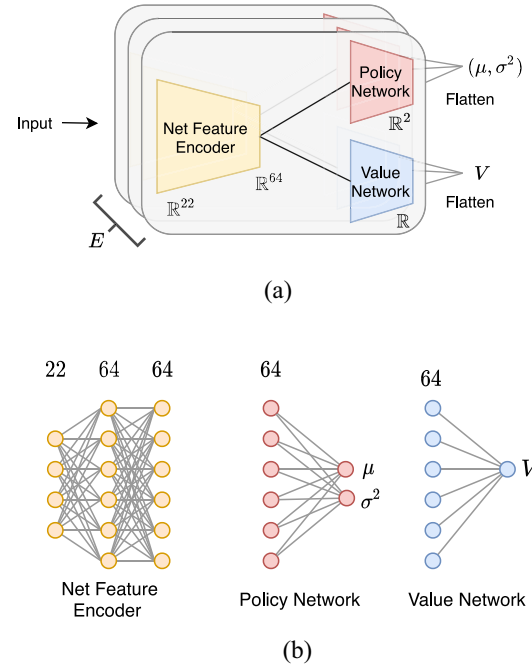 Input
Net Feature
Encoder
ℝ²²
ℝ⁶⁴
Policy
Network
ℝ²
Value
Network
ℝ
(μ, σ²)
Flatten
V
Flatten
E
(a)
22 64 64
Net Feature
Encoder
64
μ
σ²
Policy Network
64
V
Value Network
(b)